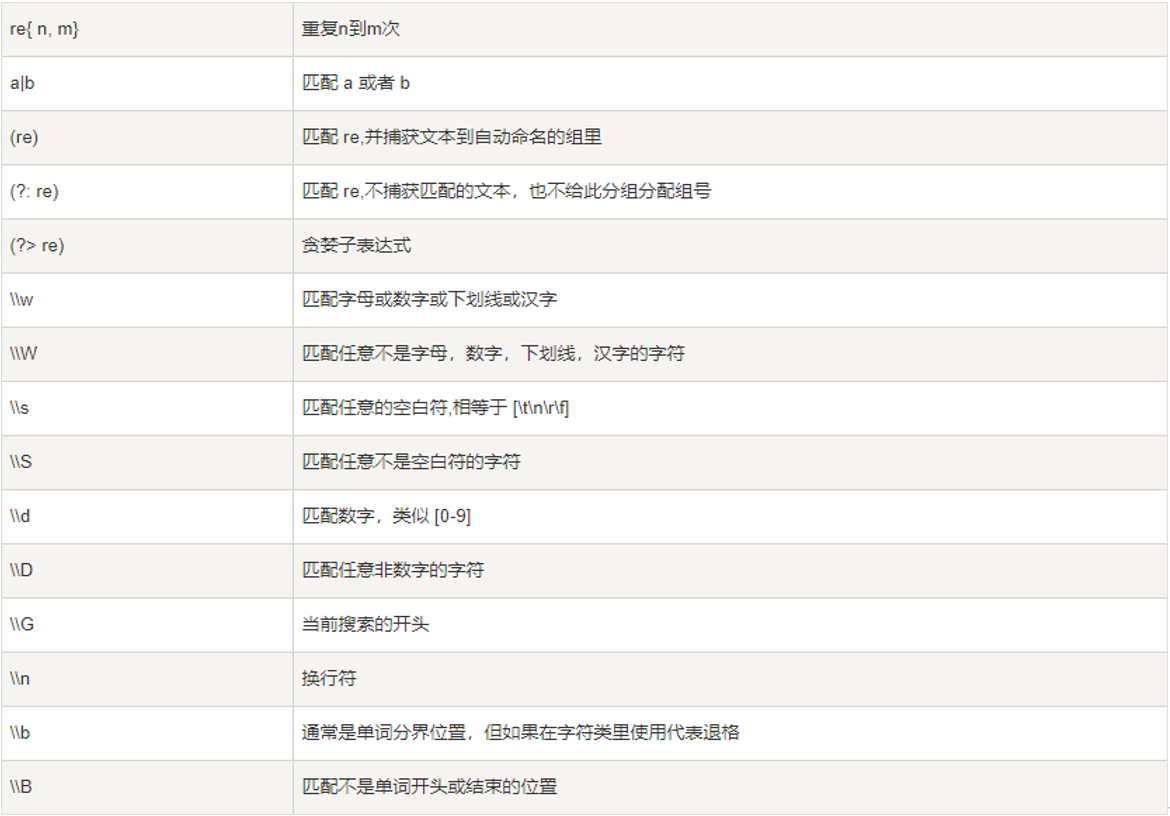 re{ n, m} 重复n到m次
a|b 匹配 a 或者 b
(re) 匹配 re,并捕获文本到自动命名的组里
(?: re) 匹配 re,不捕获匹配的文本，也不给此分组分配组号
(?> re) 贪婪子表达式
\\w 匹配字母或数字或下划线或汉字
\\W 匹配任意不是字母，数字，下划线，汉字的字符
\\s 匹配任意的空白符,相等于 [\t\n\r\f]
\\S 匹配任意不是空白符的字符
\\d 匹配数字，类似 [0-9]
\\D 匹配任意非数字的字符
\\G 当前搜索的开头
\\n 换行符
\\b 通常是单词分界位置，但如果在字符类里使用代表退格
\\B 匹配不是单词开头或结束的位置